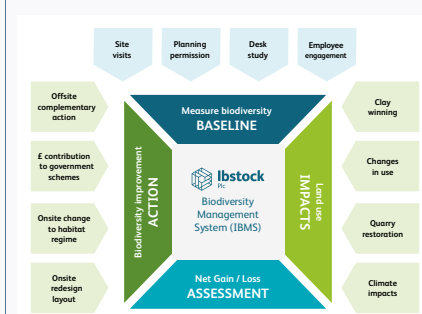 Site
visits
Planning
permission
Desk
study
Employee
engagement
Offsite
complementary
action
£ contribution
to government
schemes
Onsite change
to habitat
regime
Onsite
redesign
layout
Measure biodiversity
BASELINE
Biodiversity improvement
ACTION
Ibstock
Plc
Biodiversity
Management
System (IBMS)
Land use
IMPACTS
Net Gain / Loss
ASSESSMENT
Clay
winning
Changes
in use
Quarry
restoration
Climate
impacts